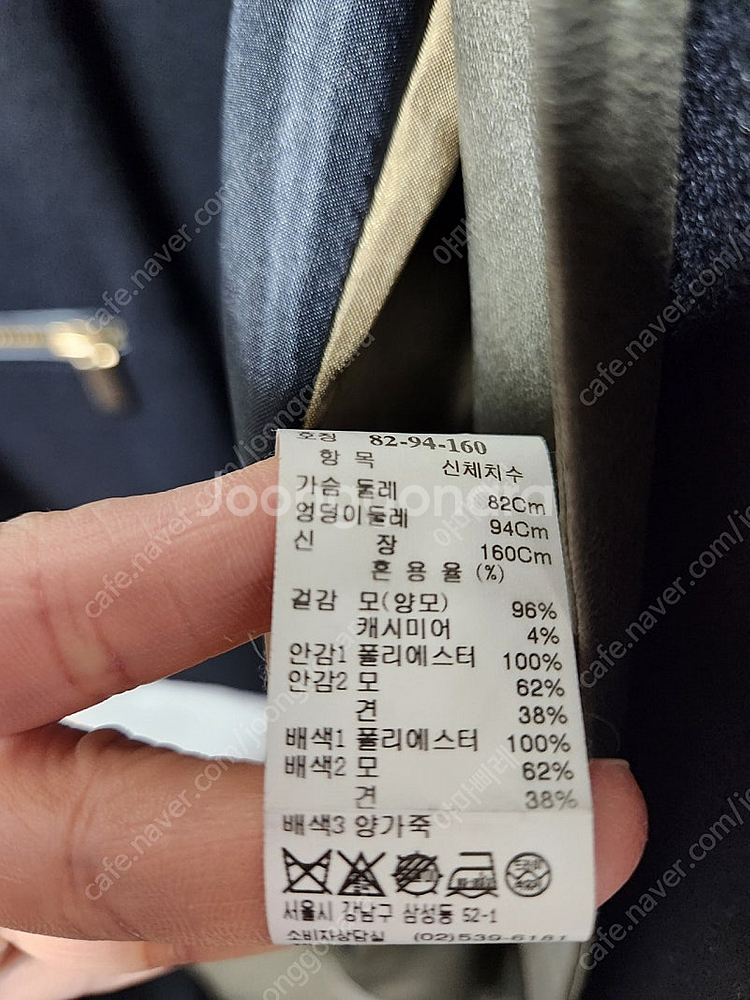 호칭 82-94-160
항 목 신체치수
가슴 둘레 82Cm
엉덩이둘레 94Cm
신 장 160Cm
혼 용 율 (%)
겉감 모(양모) 96%
캐시미어 4%
안감1 폴리에스터 100%
안감2 모 62%
견 38%
배색1 폴리에스터 100%
배색2 모 62%
견 38%
배색3 양가죽
서울시 강남구 삼성동 52-1
소비자상담실 (02)539-6181
Joonggonara
cafe.naver.com/joonggonara